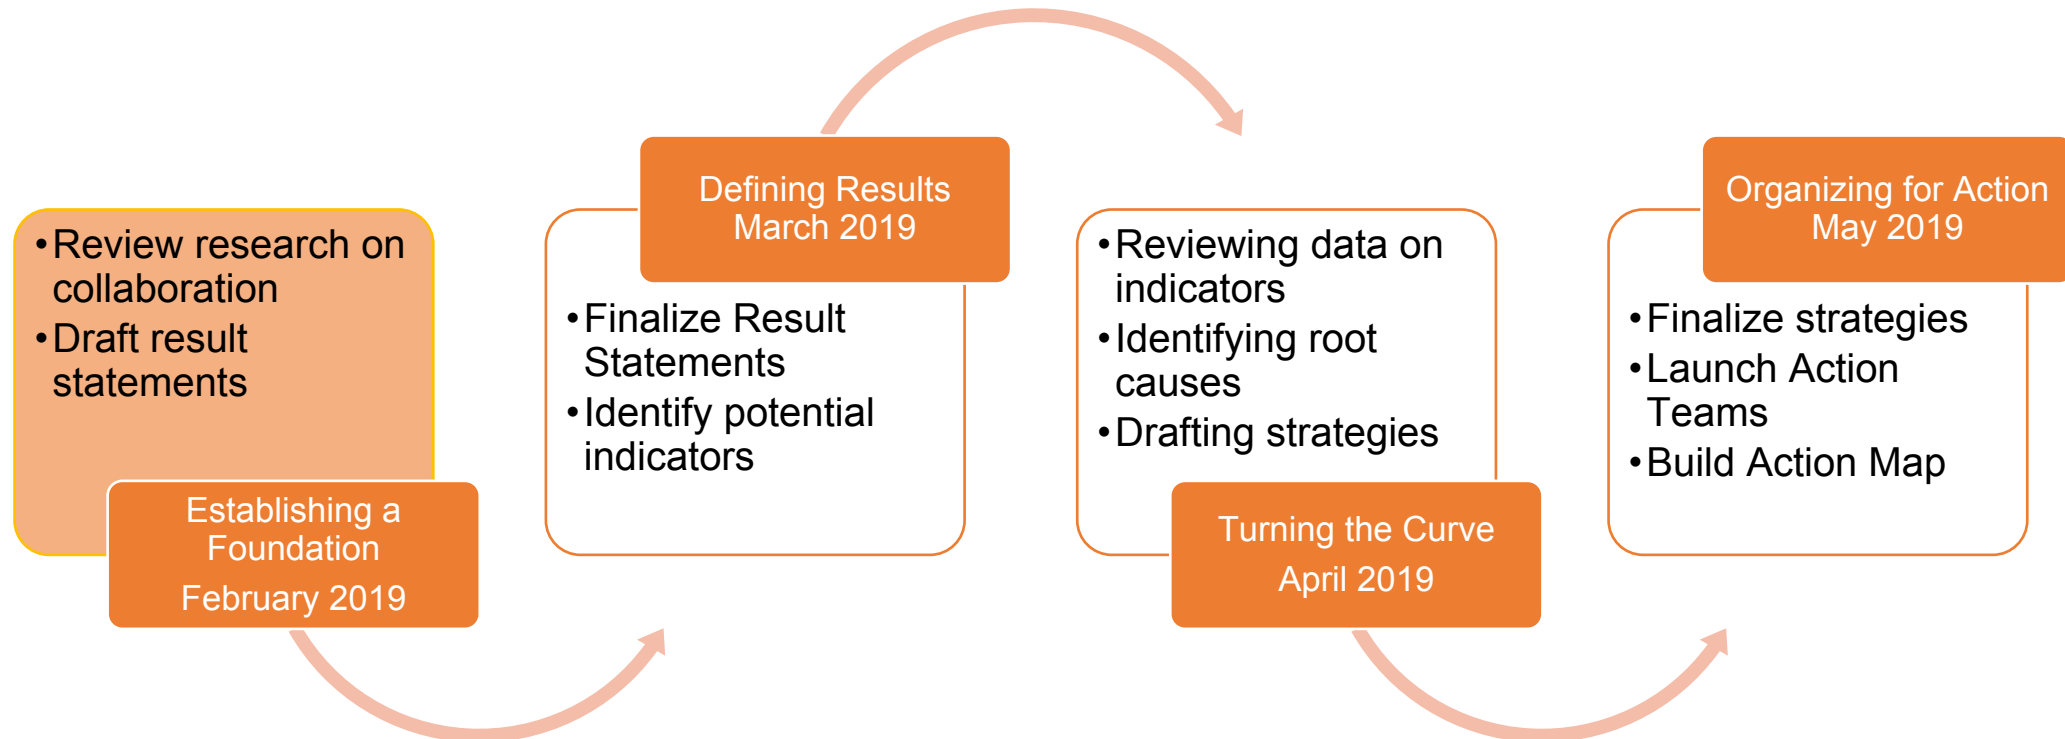 •Review research on
collaboration
•Draft result
statements
Establishing a
Foundation
February 2019
Defining Results
March 2019
•Finalize Result
Statements
•Identify potential
indicators
•Reviewing data on
indicators
•Identifying root
causes
•Drafting strategies
Turning the Curve
April 2019
Organizing for Action
May 2019
•Finalize strategies
•Launch Action
Teams
•Build Action Map